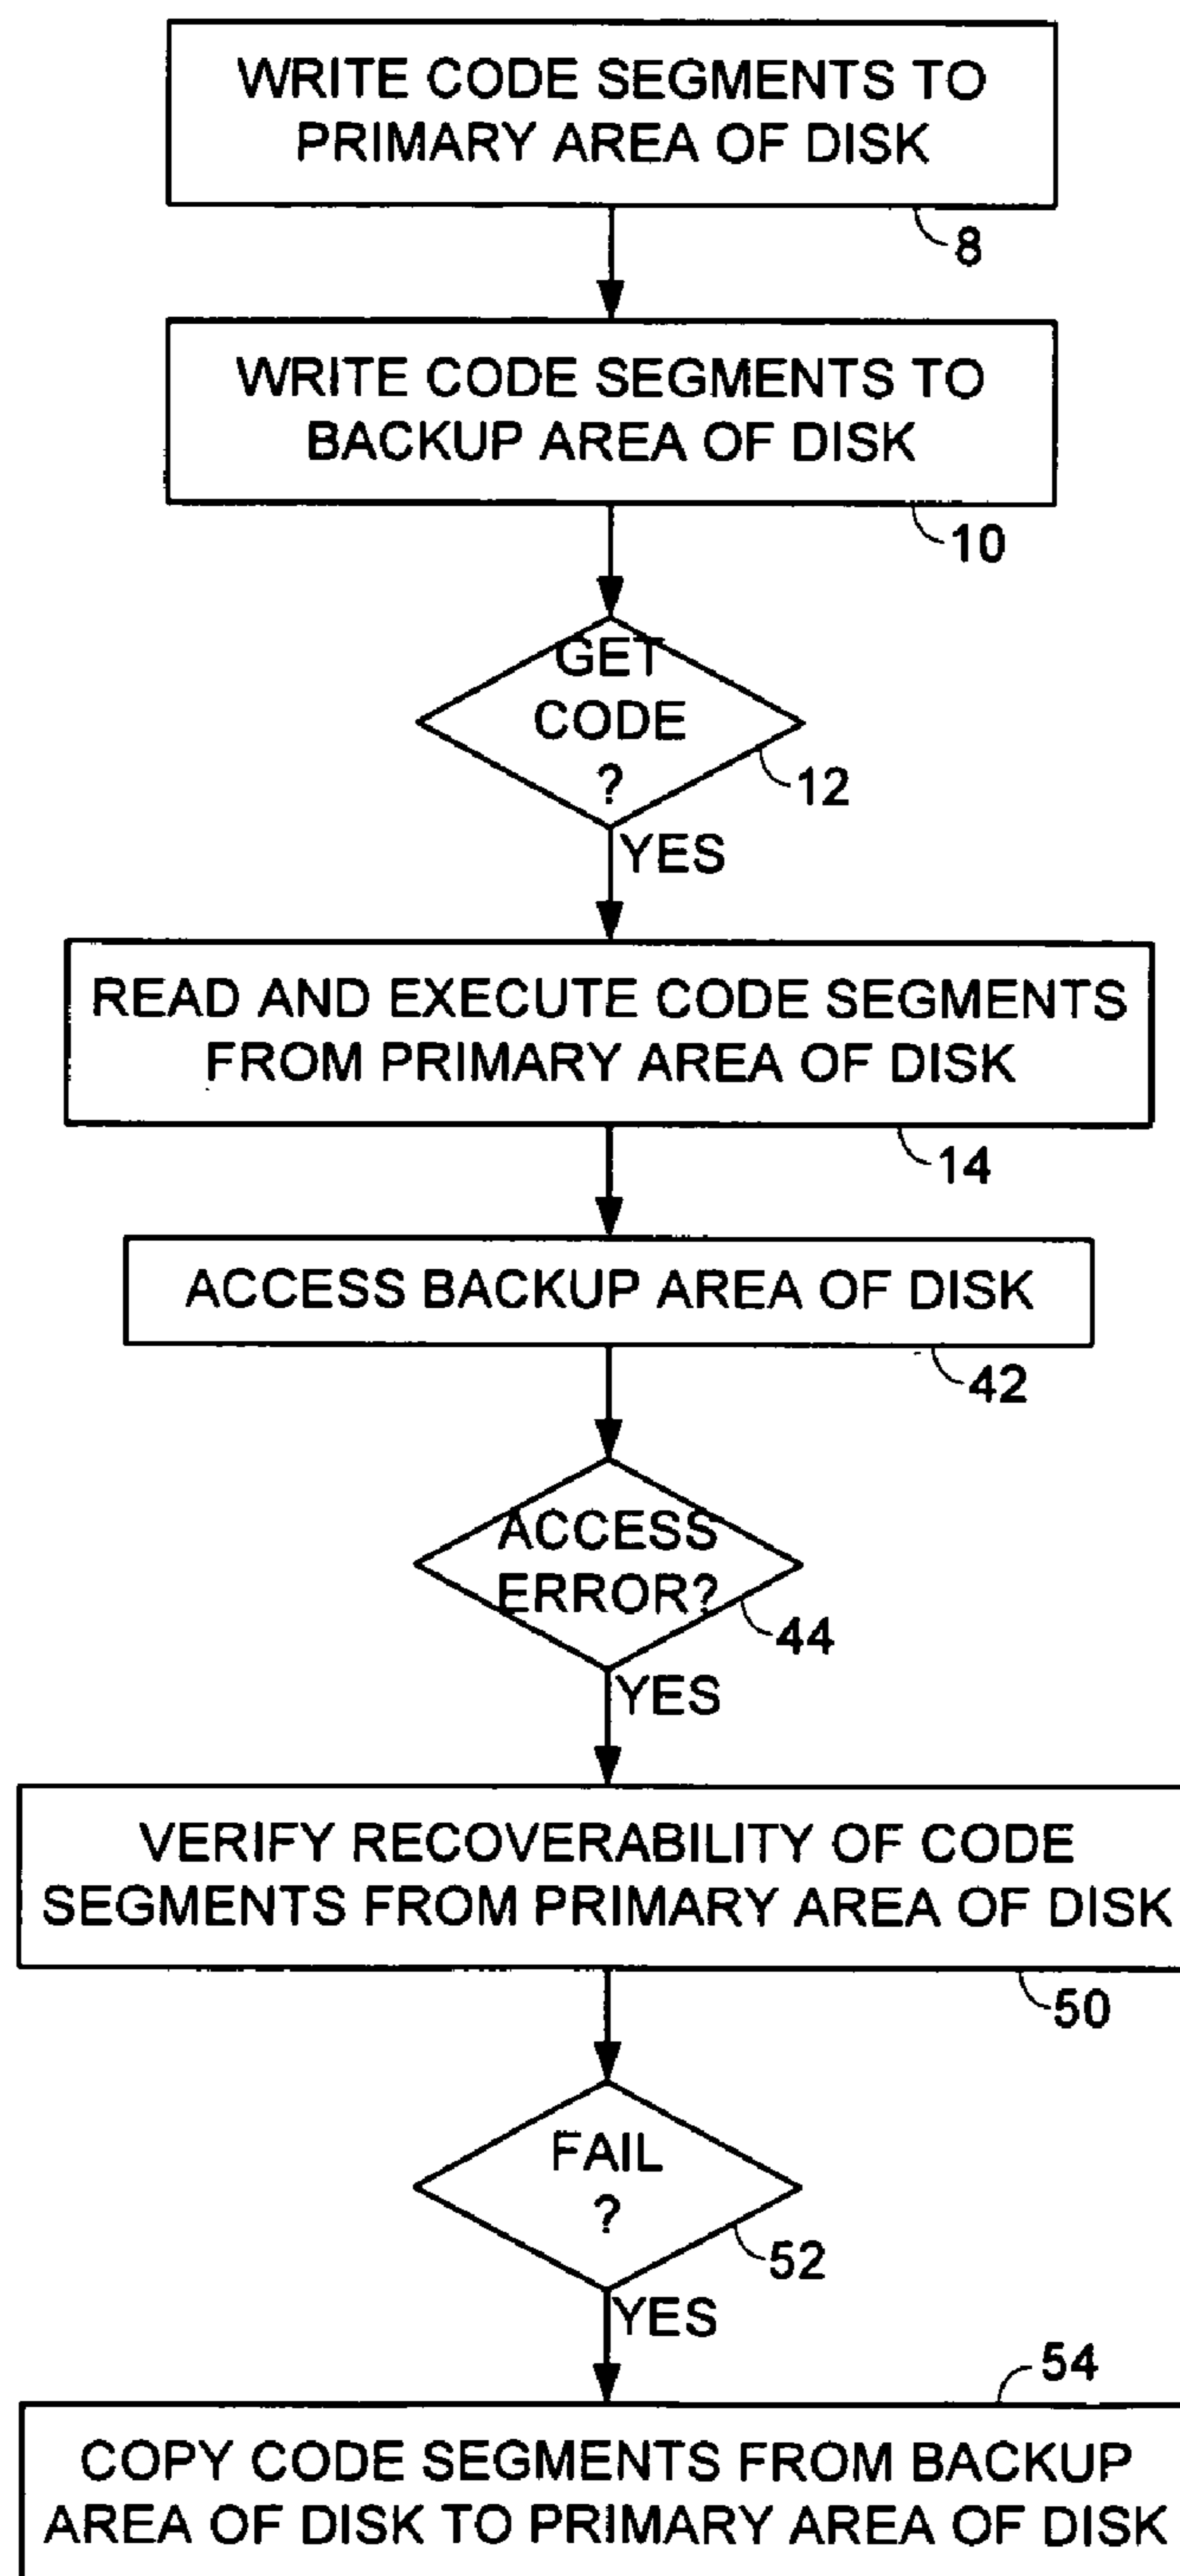 WRITE CODE SEGMENTS TO
PRIMARY AREA OF DISK
8
WRITE CODE SEGMENTS TO
BACKUP AREA OF DISK
10
GET
CODE
?
12
YES
READ AND EXECUTE CODE SEGMENTS
FROM PRIMARY AREA OF DISK
14
ACCESS BACKUP AREA OF DISK
42
ACCESS
ERROR?
44
YES
VERIFY RECOVERABILITY OF CODE
SEGMENTS FROM PRIMARY AREA OF DISK
50
FAIL
?
52
YES
54
COPY CODE SEGMENTS FROM BACKUP
AREA OF DISK TO PRIMARY AREA OF DISK